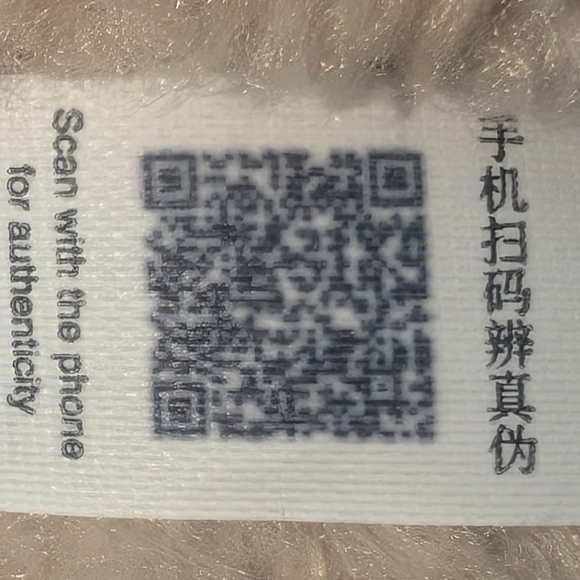 Scan with the phone
for authenticity
手机扫码辨真伪